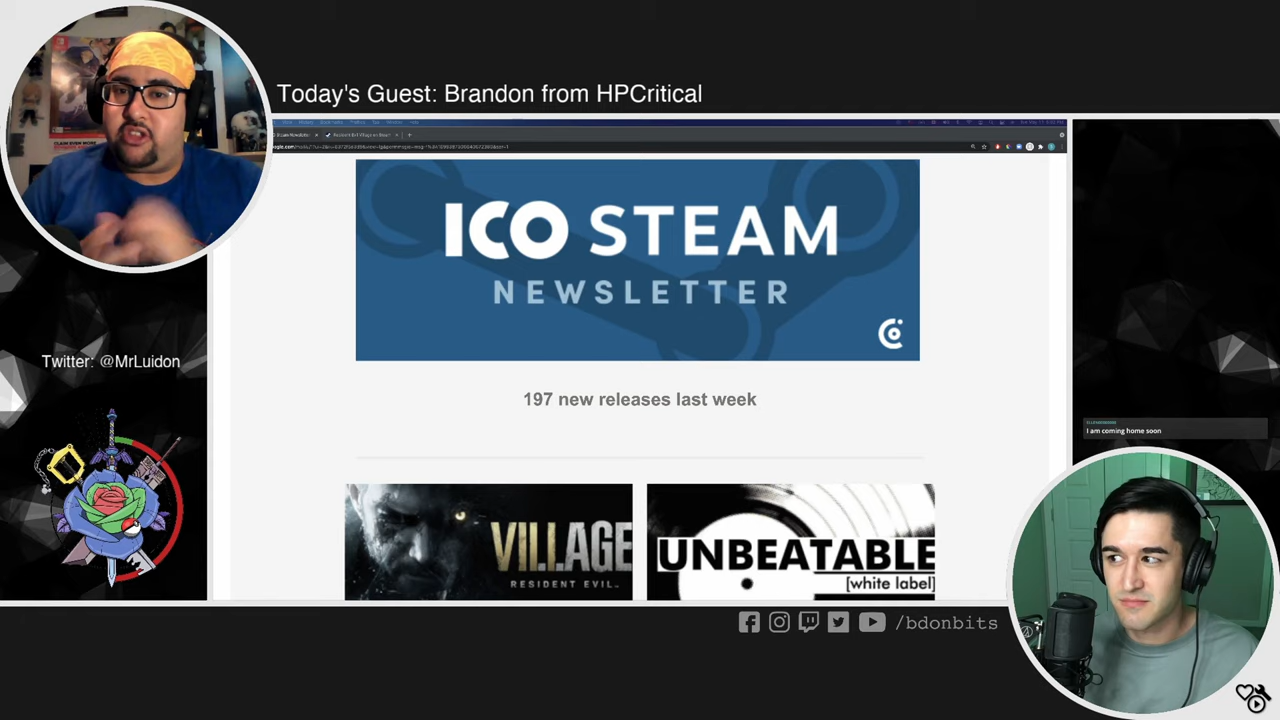 Today's Guest: Brandon from HPCritical
ICO STEAM
NEWSLETTER
197 new releases last week
Twitter: @MrLuidon
I am coming home soon
VILLAGE
RESIDENT EVIL
UNBEATABLE
[white label]
/bdonbits